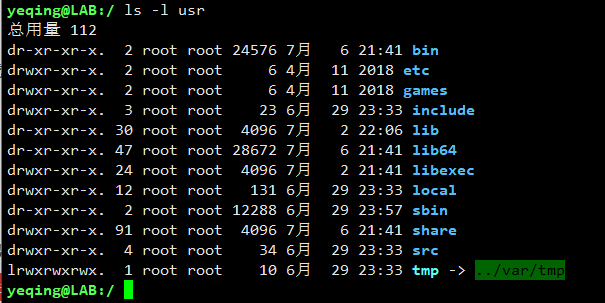 yeqing@LAB:/ ls -l usr
总用量 112
dr-xr-xr-x.  2 root root 24576 7月   6 21:41 bin
drwxr-xr-x.  2 root root     6 4月  11 2018 etc
drwxr-xr-x.  2 root root     6 4月  11 2018 games
drwxr-xr-x.  3 root root    23 6月  29 23:33 include
dr-xr-xr-x. 30 root root  4096 7月   2 22:06 lib
dr-xr-xr-x. 47 root root 28672 7月   6 21:41 lib64
drwxr-xr-x. 24 root root  4096 7月   2 21:41 libexec
drwxr-xr-x. 12 root root   131 6月  29 23:33 local
dr-xr-xr-x.  2 root root 12288 6月  29 23:57 sbin
drwxr-xr-x. 91 root root  4096 7月   6 21:41 share
drwxr-xr-x.  4 root root    34 6月  29 23:33 src
lrwxrwxrwx.  1 root root    10 6月  29 23:33 tmp -> ../var/tmp
yeqing@LAB:/